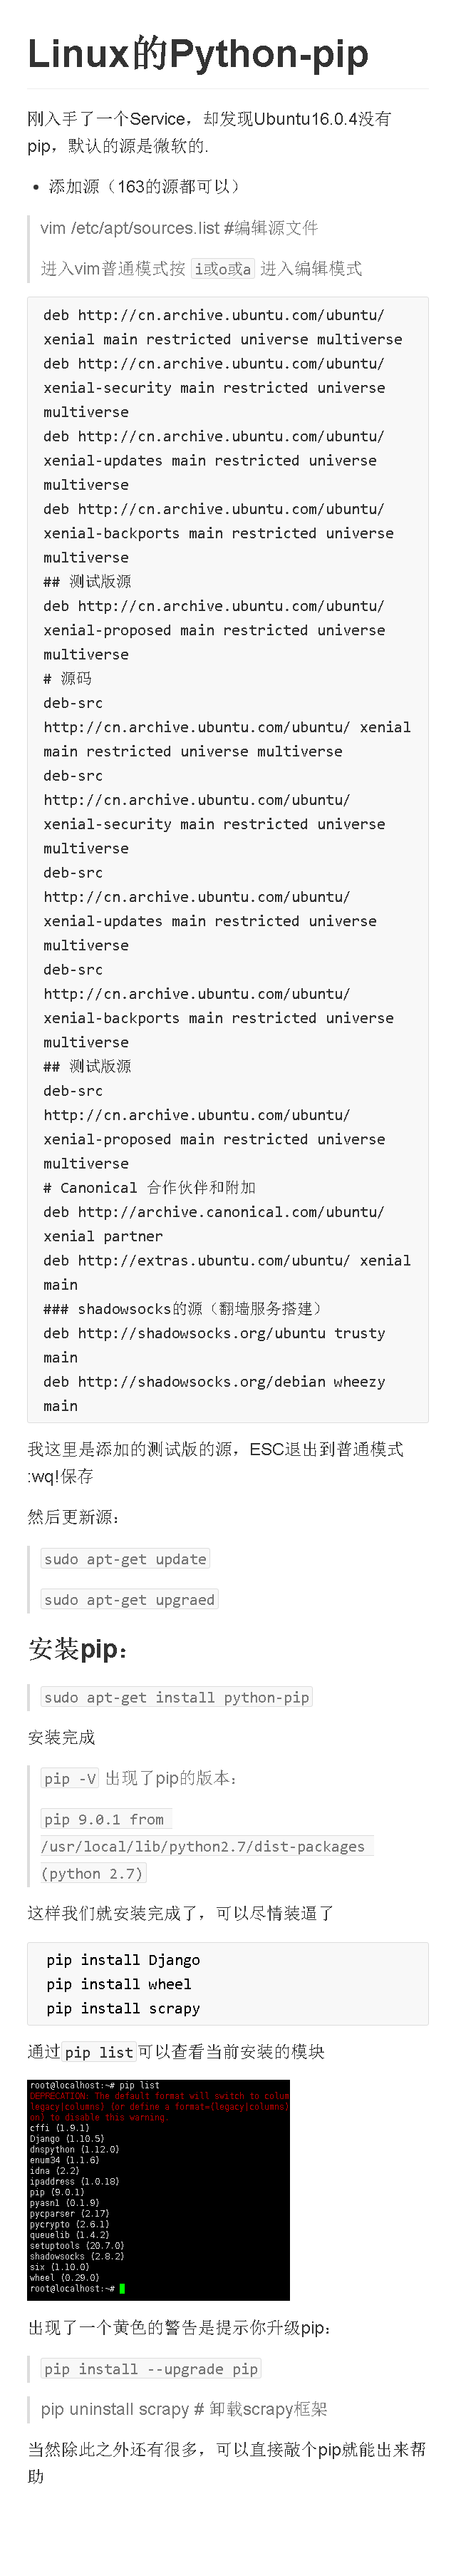 Linux的Python-pip
刚入手了一个Service，却发现Ubuntu16.0.4没有
pip，默认的源是微软的.
• 添加源（163的源都可以）
vim /etc/apt/sources.list #编辑源文件
进入vim普通模式按 i或o或a 进入编辑模式
deb http://cn.archive.ubuntu.com/ubuntu/
xenial main restricted universe multiverse
deb http://cn.archive.ubuntu.com/ubuntu/
xenial-security main restricted universe
multiverse
deb http://cn.archive.ubuntu.com/ubuntu/
xenial-updates main restricted universe
multiverse
deb http://cn.archive.ubuntu.com/ubuntu/
xenial-backports main restricted universe
multiverse
## 测试版源
deb http://cn.archive.ubuntu.com/ubuntu/
xenial-proposed main restricted universe
multiverse
# 源码
deb-src
http://cn.archive.ubuntu.com/ubuntu/ xenial
main restricted universe multiverse
deb-src
http://cn.archive.ubuntu.com/ubuntu/
xenial-security main restricted universe
multiverse
deb-src
http://cn.archive.ubuntu.com/ubuntu/
xenial-updates main restricted universe
multiverse
deb-src
http://cn.archive.ubuntu.com/ubuntu/
xenial-backports main restricted universe
multiverse
## 测试版源
deb-src
http://cn.archive.ubuntu.com/ubuntu/
xenial-proposed main restricted universe
multiverse
# Canonical 合作伙伴和附加
deb http://archive.canonical.com/ubuntu/
xenial partner
deb http://extras.ubuntu.com/ubuntu/ xenial
main
### shadowsocks的源（翻墙服务搭建）
deb http://shadowsocks.org/ubuntu trusty
main
deb http://shadowsocks.org/debian wheezy
main
我这里是添加的测试版的源，ESC退出到普通模式
:wq!保存
然后更新源：
sudo apt-get update
sudo apt-get upgraed
安装pip：
sudo apt-get install python-pip
安装完成
pip -V 出现了pip的版本：
pip 9.0.1 from
/usr/local/lib/python2.7/dist-packages
(python 2.7)
这样我们就安装完成了，可以尽情装逼了
pip install Django
pip install wheel
pip install scrapy
通过pip list可以查看当前安装的模块
root@localhost:~# pip list
DEPRECATION: The default format will switch to colum
legacy|columns) (or define a format=(legacy|columns)
on) to disable this warning.
cffi (1.9.1)
Django (1.10.5)
dnspython (1.12.0)
enum34 (1.1.6)
idna (2.2)
ipaddress (1.0.18)
pip (9.0.1)
pyasn1 (0.1.9)
pycparser (2.17)
pycrypto (2.6.1)
queuelib (1.4.2)
setuptools (20.7.0)
shadowsocks (2.8.2)
six (1.10.0)
wheel (0.29.0)
root@localhost:~#
出现了一个黄色的警告是提示你升级pip：
pip install --upgrade pip
pip uninstall scrapy # 卸载scrapy框架
当然除此之外还有很多，可以直接敲个pip就能出来帮
助